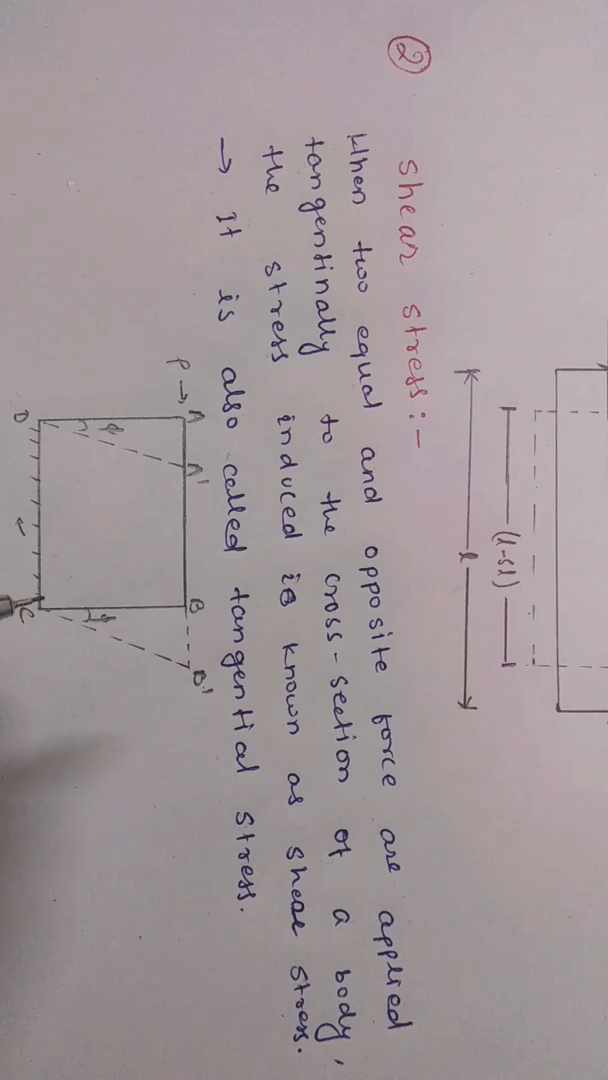 (l-δl)
l
② Shear stress:-
When two equal and opposite force are applied
tangentinally to the cross-section of a body,
the stress induced is known as shear stress.
→ It is also called tangential stress.
P → A A' B B'
φ φ
D C